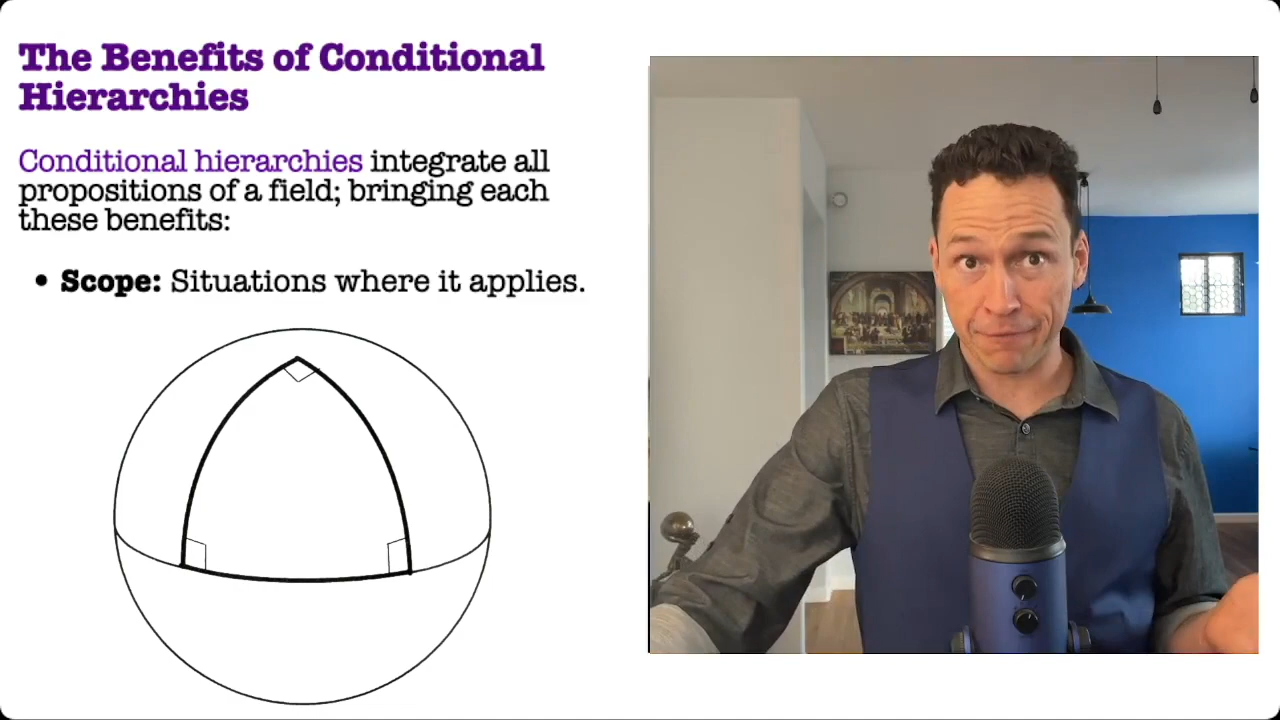 The Benefits of Conditional
Hierarchies
Conditional hierarchies integrate all
propositions of a field; bringing each
these benefits:
• Scope: Situations where it applies.